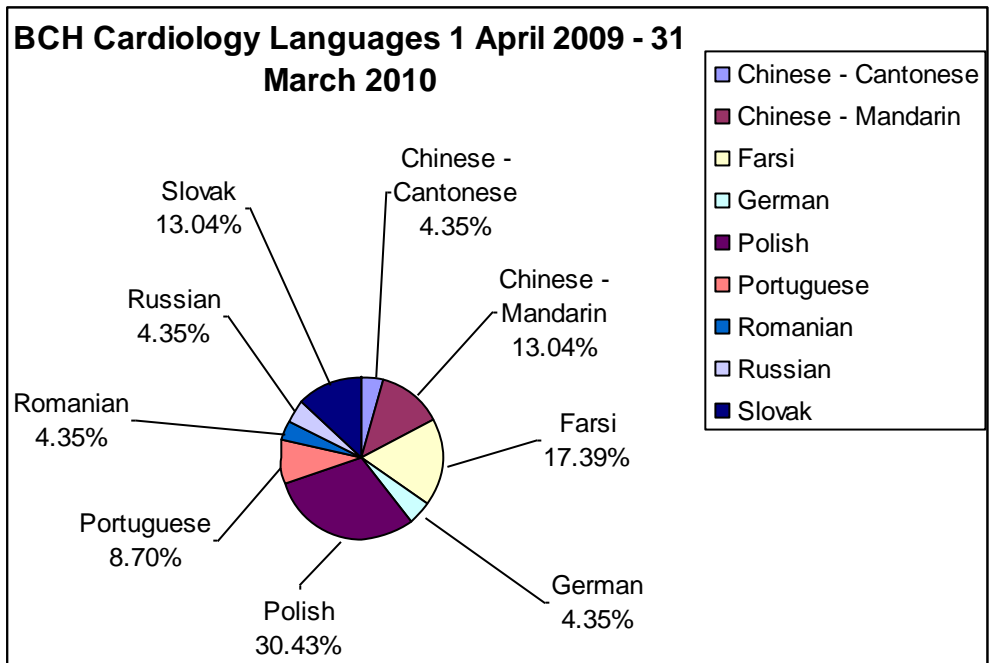 BCH Cardiology Languages 1 April 2009 - 31
March 2010
Chinese - Cantonese
Chinese - Mandarin
Farsi
German
Polish
Portuguese
Romanian
Russian
Slovak
Chinese -
Cantonese
4.35%
Slovak
13.04%
Chinese -
Mandarin
13.04%
Russian
4.35%
Romanian
4.35%
Farsi
17.39%
Portuguese
8.70%
German
4.35%
Polish
30.43%